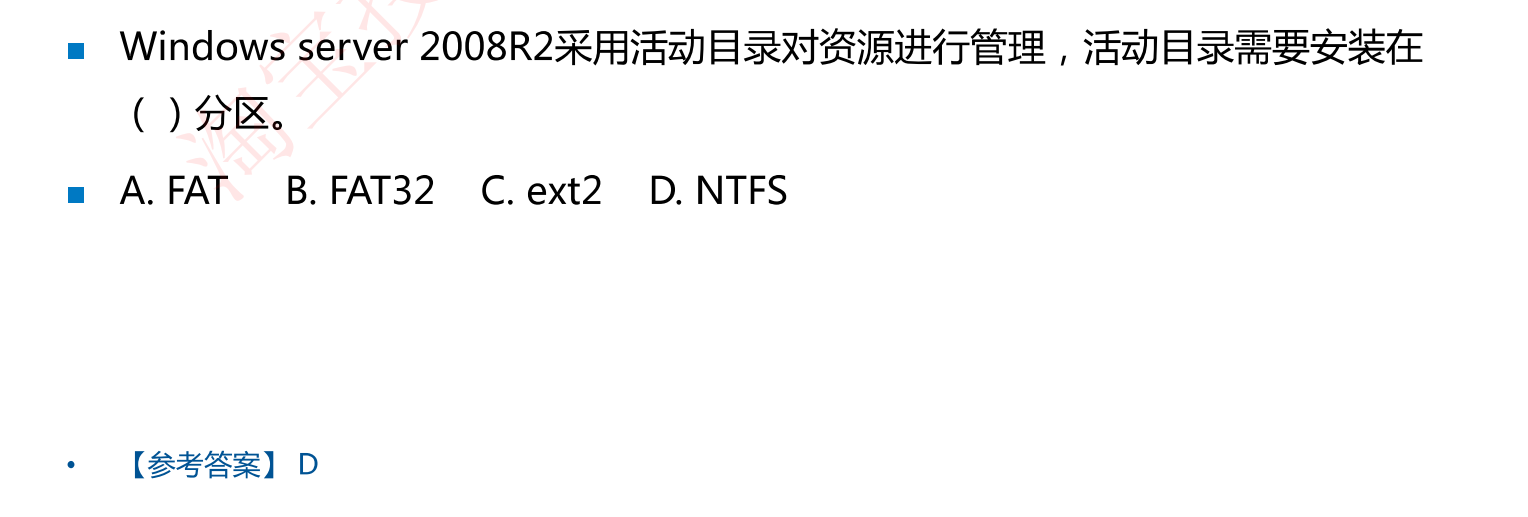 Windows server 2008R2采用活动目录对资源进行管理，活动目录需要安装在
（ ）分区。
A. FAT B. FAT32 C. ext2 D. NTFS
【参考答案】 D
淘宝